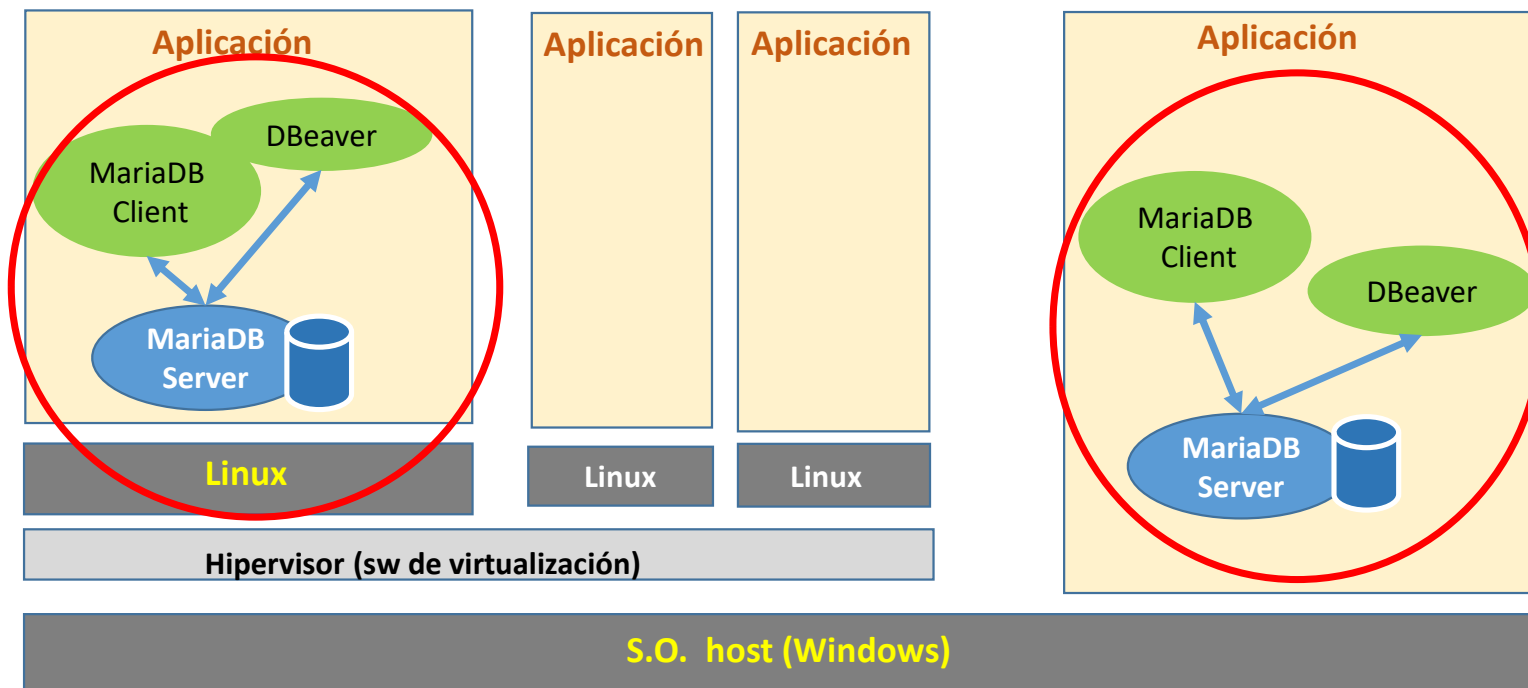 Aplicación
DBeaver
MariaDB
Client
MariaDB
Server
Linux
Aplicación
Linux
Aplicación
Linux
Hipervisor (sw de virtualización)
Aplicación
MariaDB
Client
DBeaver
MariaDB
Server
S.O. host (Windows)